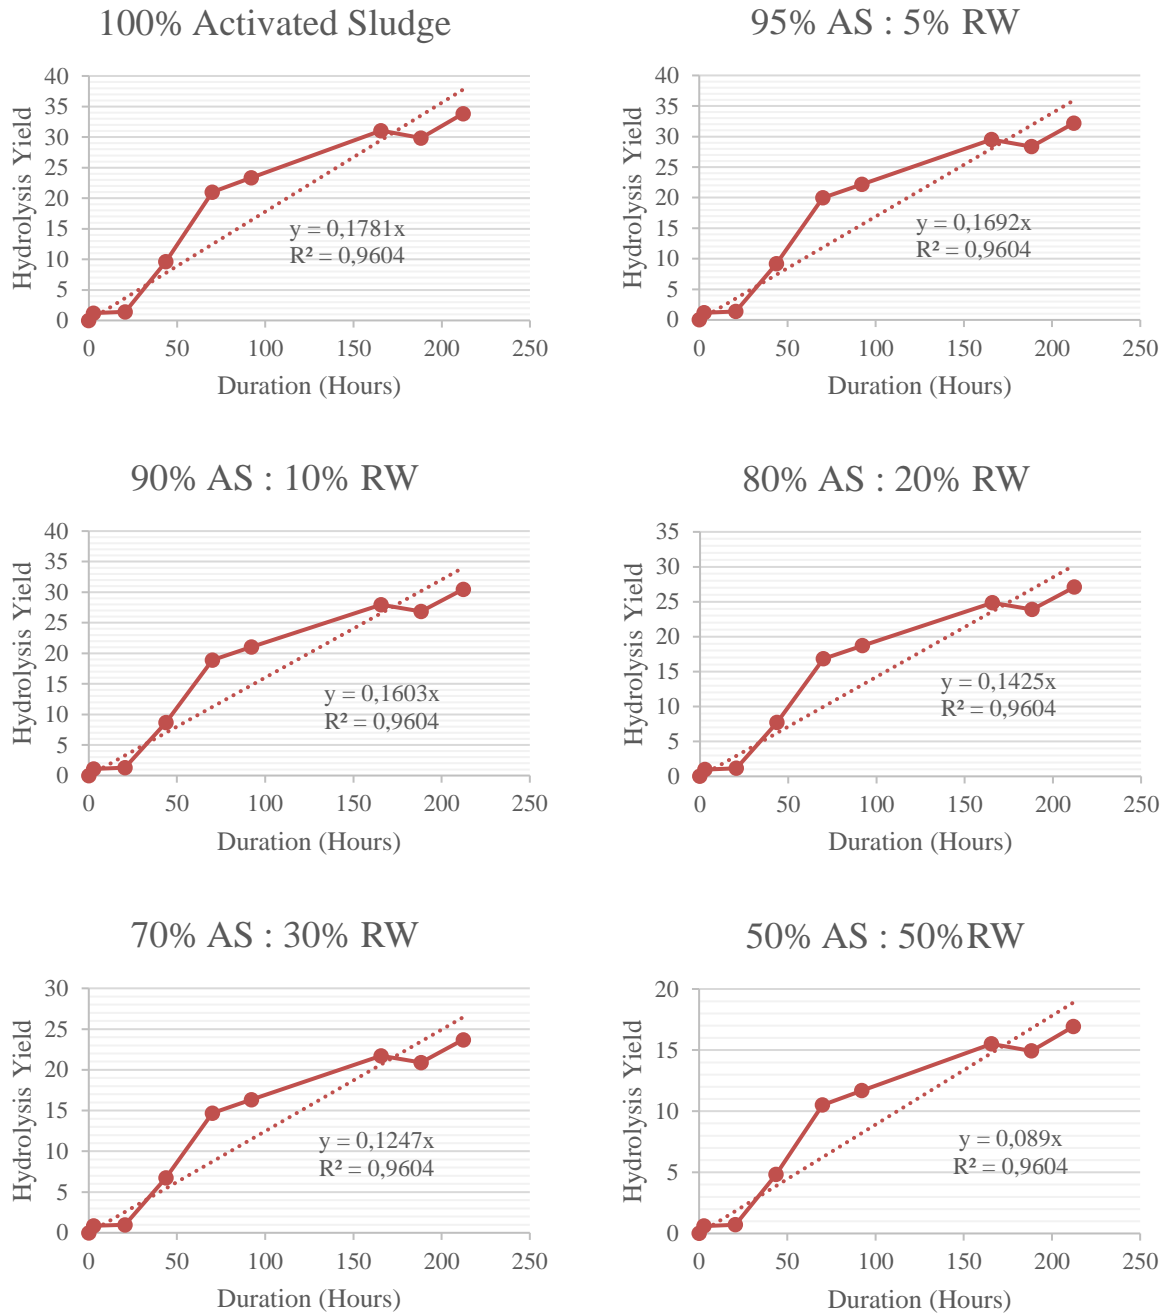 100% Activated Sludge
40
35
30
25
20
15
10
5
0
Hydrolysis Yield
y = 0,1781x
R² = 0,9604
0 50 100 150 200 250
Duration (Hours)
95% AS : 5% RW
40
35
30
25
20
15
10
5
0
Hydrolysis Yield
y = 0,1692x
R² = 0,9604
0 50 100 150 200 250
Duration (Hours)
90% AS : 10% RW
40
35
30
25
20
15
10
5
0
Hydrolysis Yield
y = 0,1603x
R² = 0,9604
0 50 100 150 200 250
Duration (Hours)
80% AS : 20% RW
35
30
25
20
15
10
5
0
Hydrolysis Yield
y = 0,1425x
R² = 0,9604
0 50 100 150 200 250
Duration (Hours)
70% AS : 30% RW
30
25
20
15
10
5
0
Hydrolysis Yield
y = 0,1247x
R² = 0,9604
0 50 100 150 200 250
Duration (Hours)
50% AS : 50%RW
20
15
10
5
0
Hydrolysis Yield
y = 0,089x
R² = 0,9604
0 50 100 150 200 250
Duration (Hours)